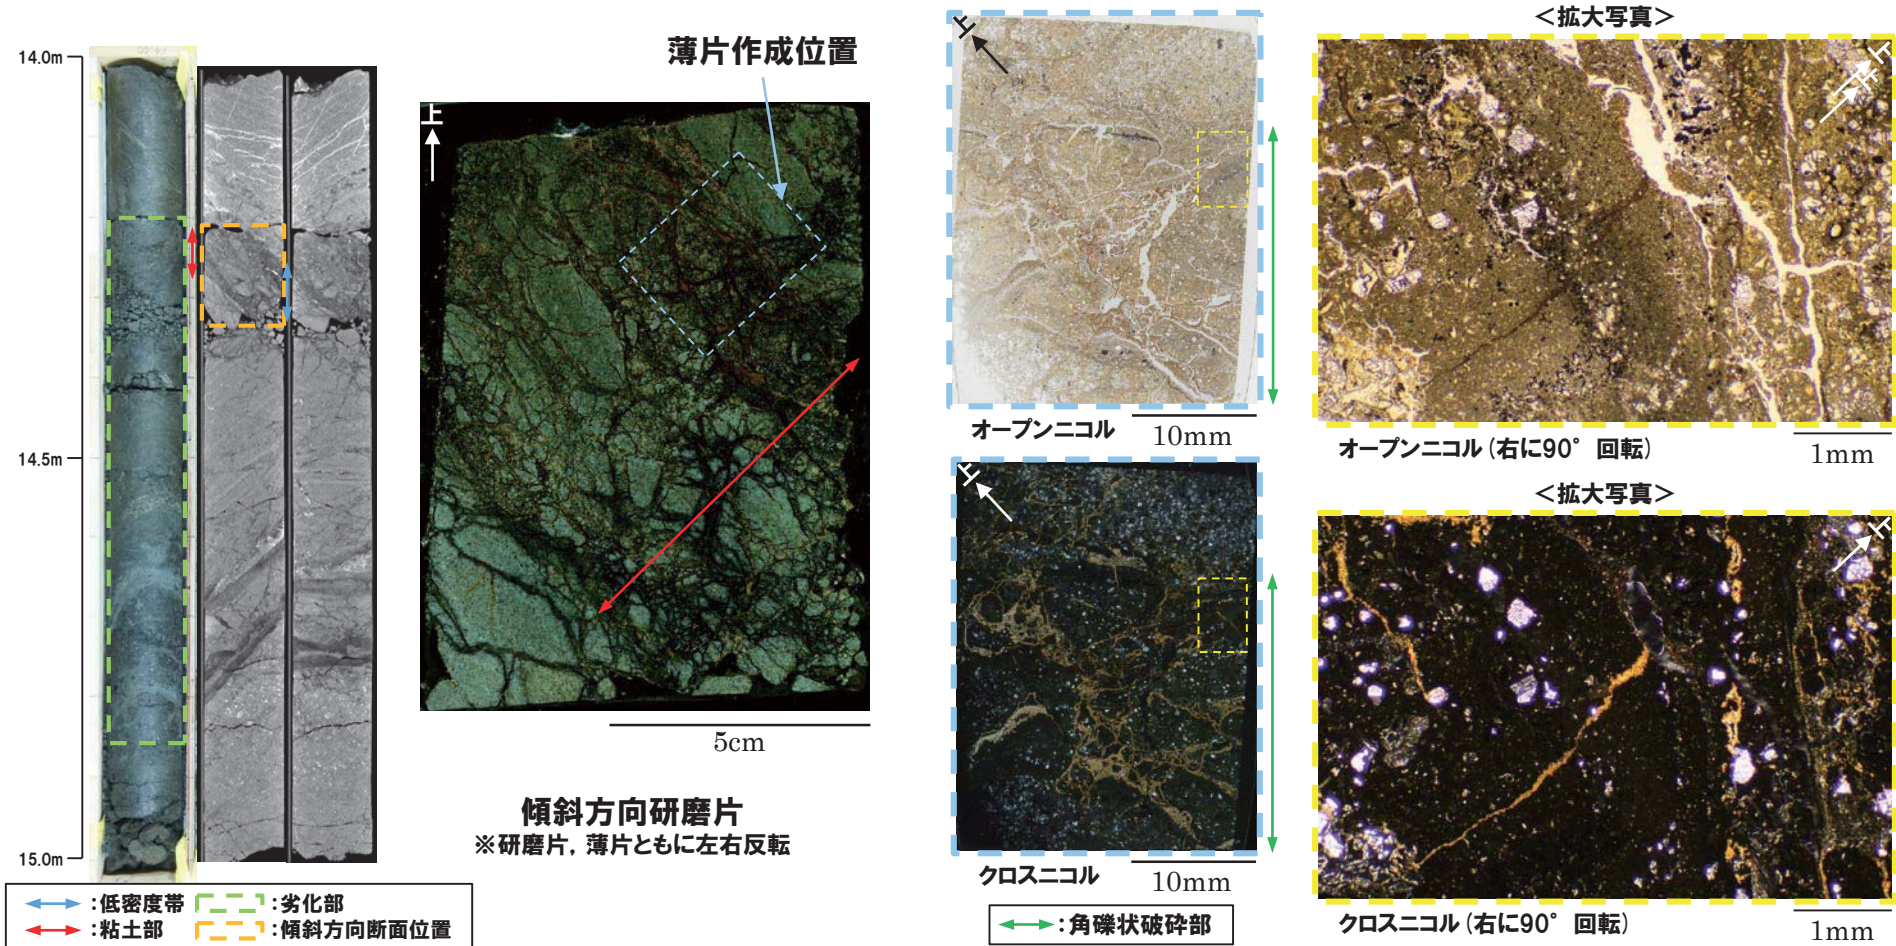 14.0m
14.5m
15.0m
薄片作成位置
上
5cm
傾斜方向研磨片
※研磨片，薄片ともに左右反転
:低密度帯
:劣化部
:粘土部
:傾斜方向断面位置
上
オープンニコル
10mm
上
クロスニコル
10mm
:角礫状破砕部
<拡大写真>
上
上
オープンニコル（右に90° 回転）
1mm
<拡大写真>
上
クロスニコル（右に90° 回転）
1mm